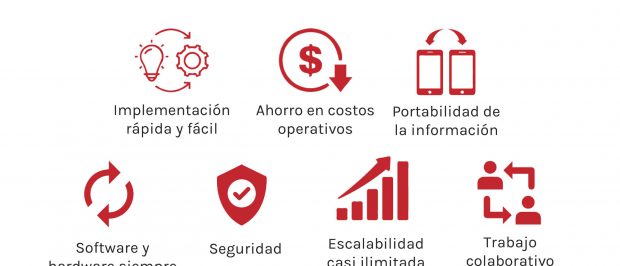 Implementación
rápida y fácil
Ahorro en costos
operativos
Portabilidad de
la información
$
Software y
hardware siempre
Seguridad
Escalabilidad
casi ilimitada
Trabajo
colaborativo